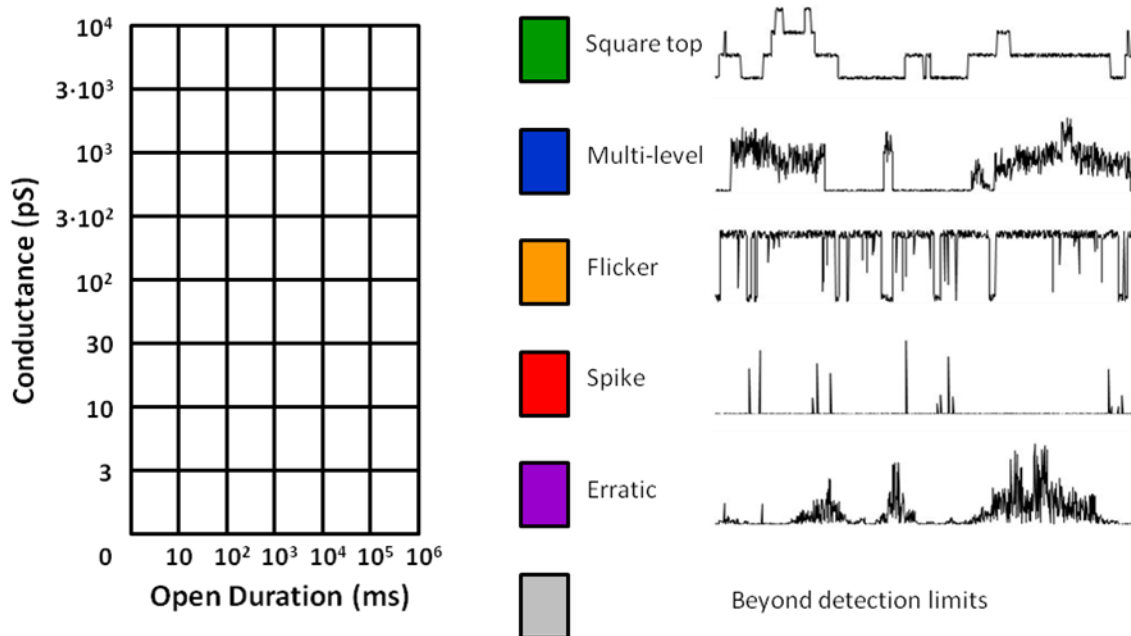 Conductance (pS)
10⁴
3·10³
10³
3·10²
10²
30
10
3
0 10 10² 10³ 10⁴ 10⁵ 10⁶
Open Duration (ms)
Square top
Multi-level
Flicker
Spike
Erratic
Beyond detection limits